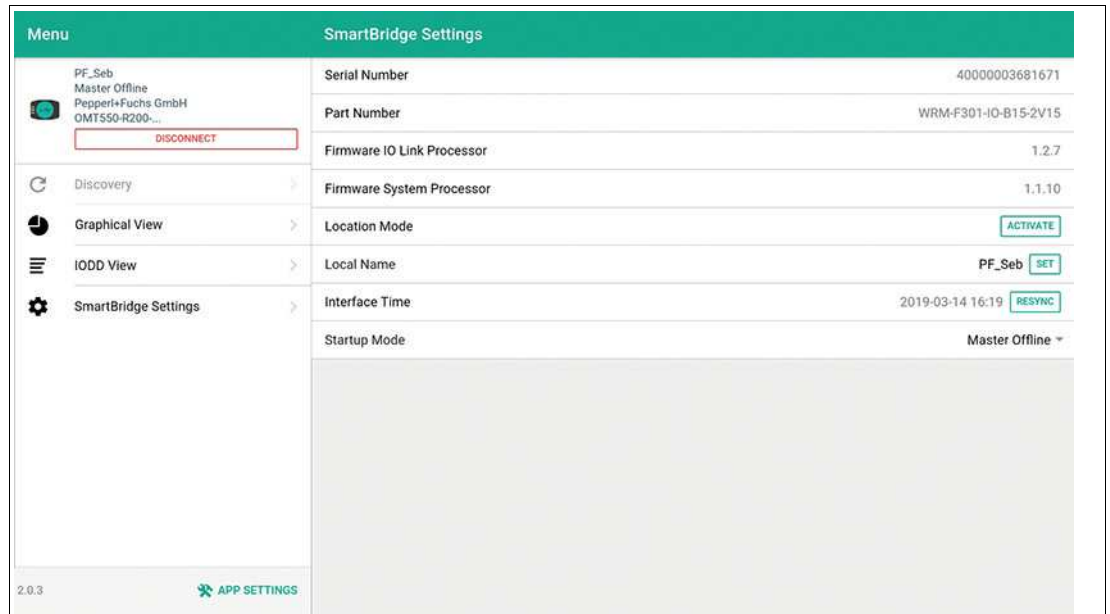 Menu
PF_Seb
Master Offline
Pepperl+Fuchs GmbH
OMT550-R200-...
DISCONNECT
Discovery
Graphical View
IODD View
SmartBridge Settings
2.0.3 APP SETTINGS
SmartBridge Settings
Serial Number 40000003681671
Part Number WRM-F301-IO-B15-2V15
Firmware IO Link Processor 1.2.7
Firmware System Processor 1.1.10
Location Mode ACTIVATE
Local Name PF_Seb SET
Interface Time 2019-03-14 16:19 RESYNC
Startup Mode Master Offline